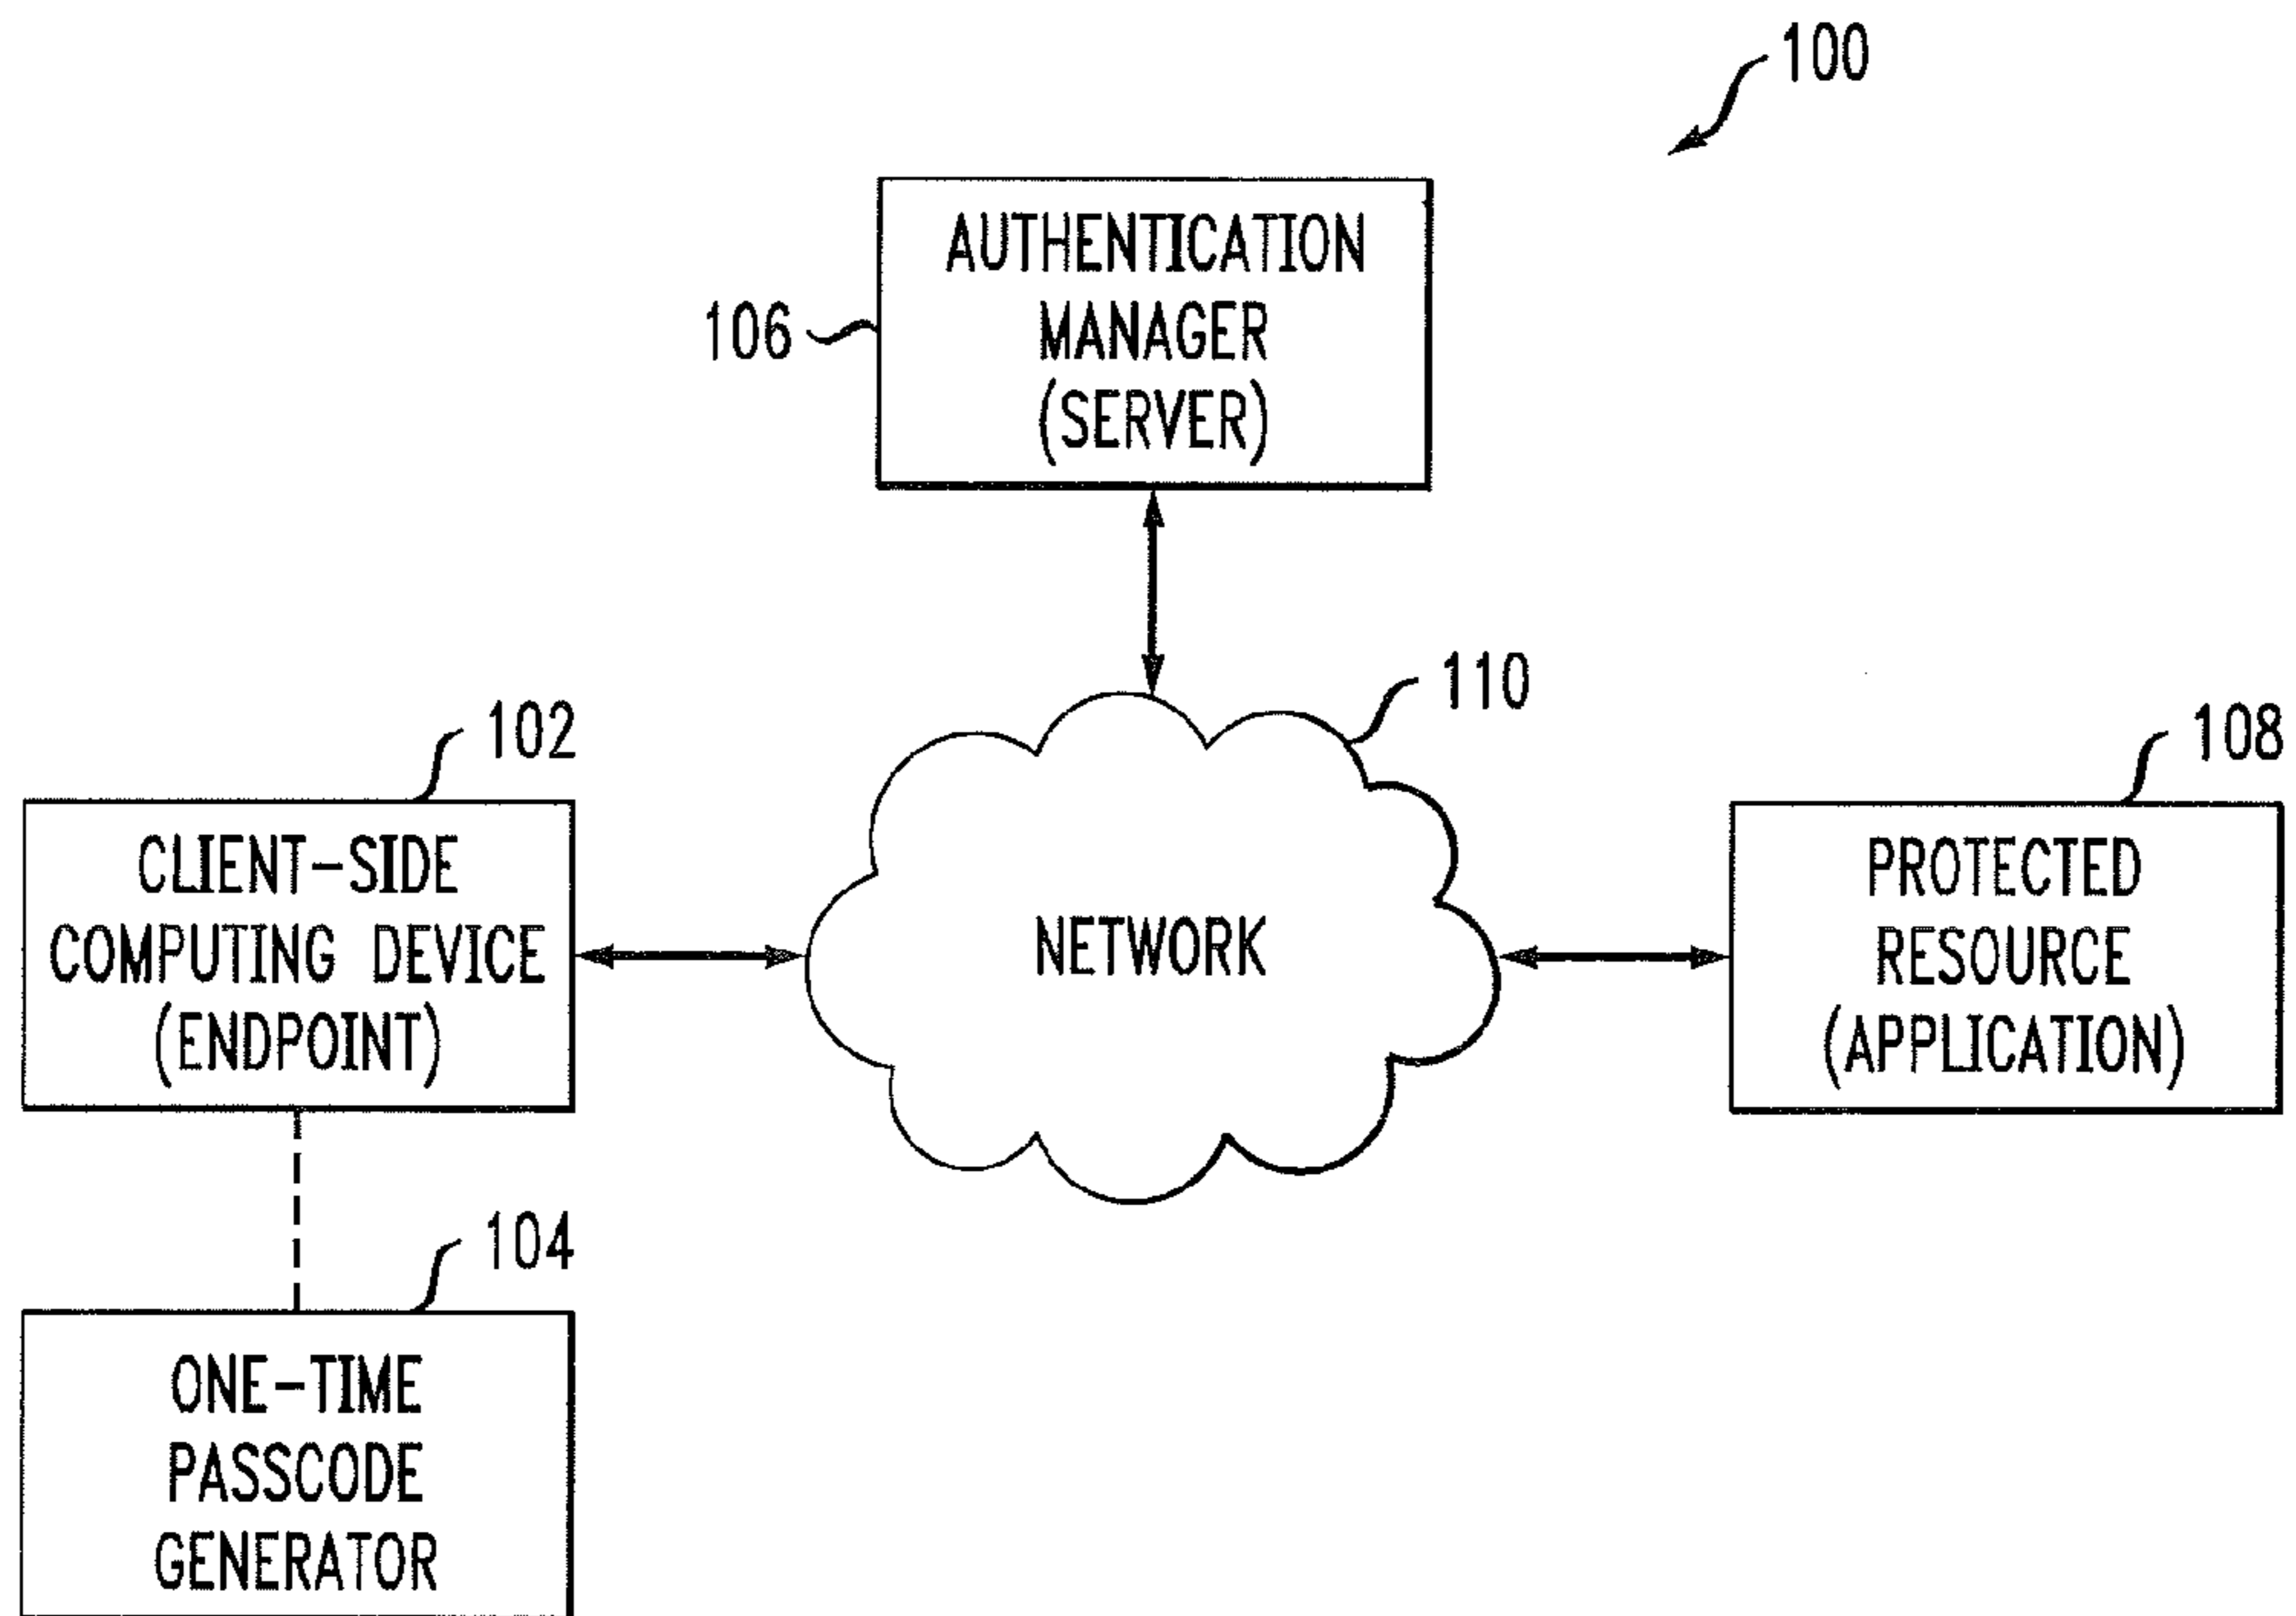 100
AUTHENTICATION
MANAGER
(SERVER)
106
110
102
108
CLIENT-SIDE
COMPUTING DEVICE
(ENDPOINT)
NETWORK
PROTECTED
RESOURCE
(APPLICATION)
104
ONE-TIME
PASSCODE
GENERATOR